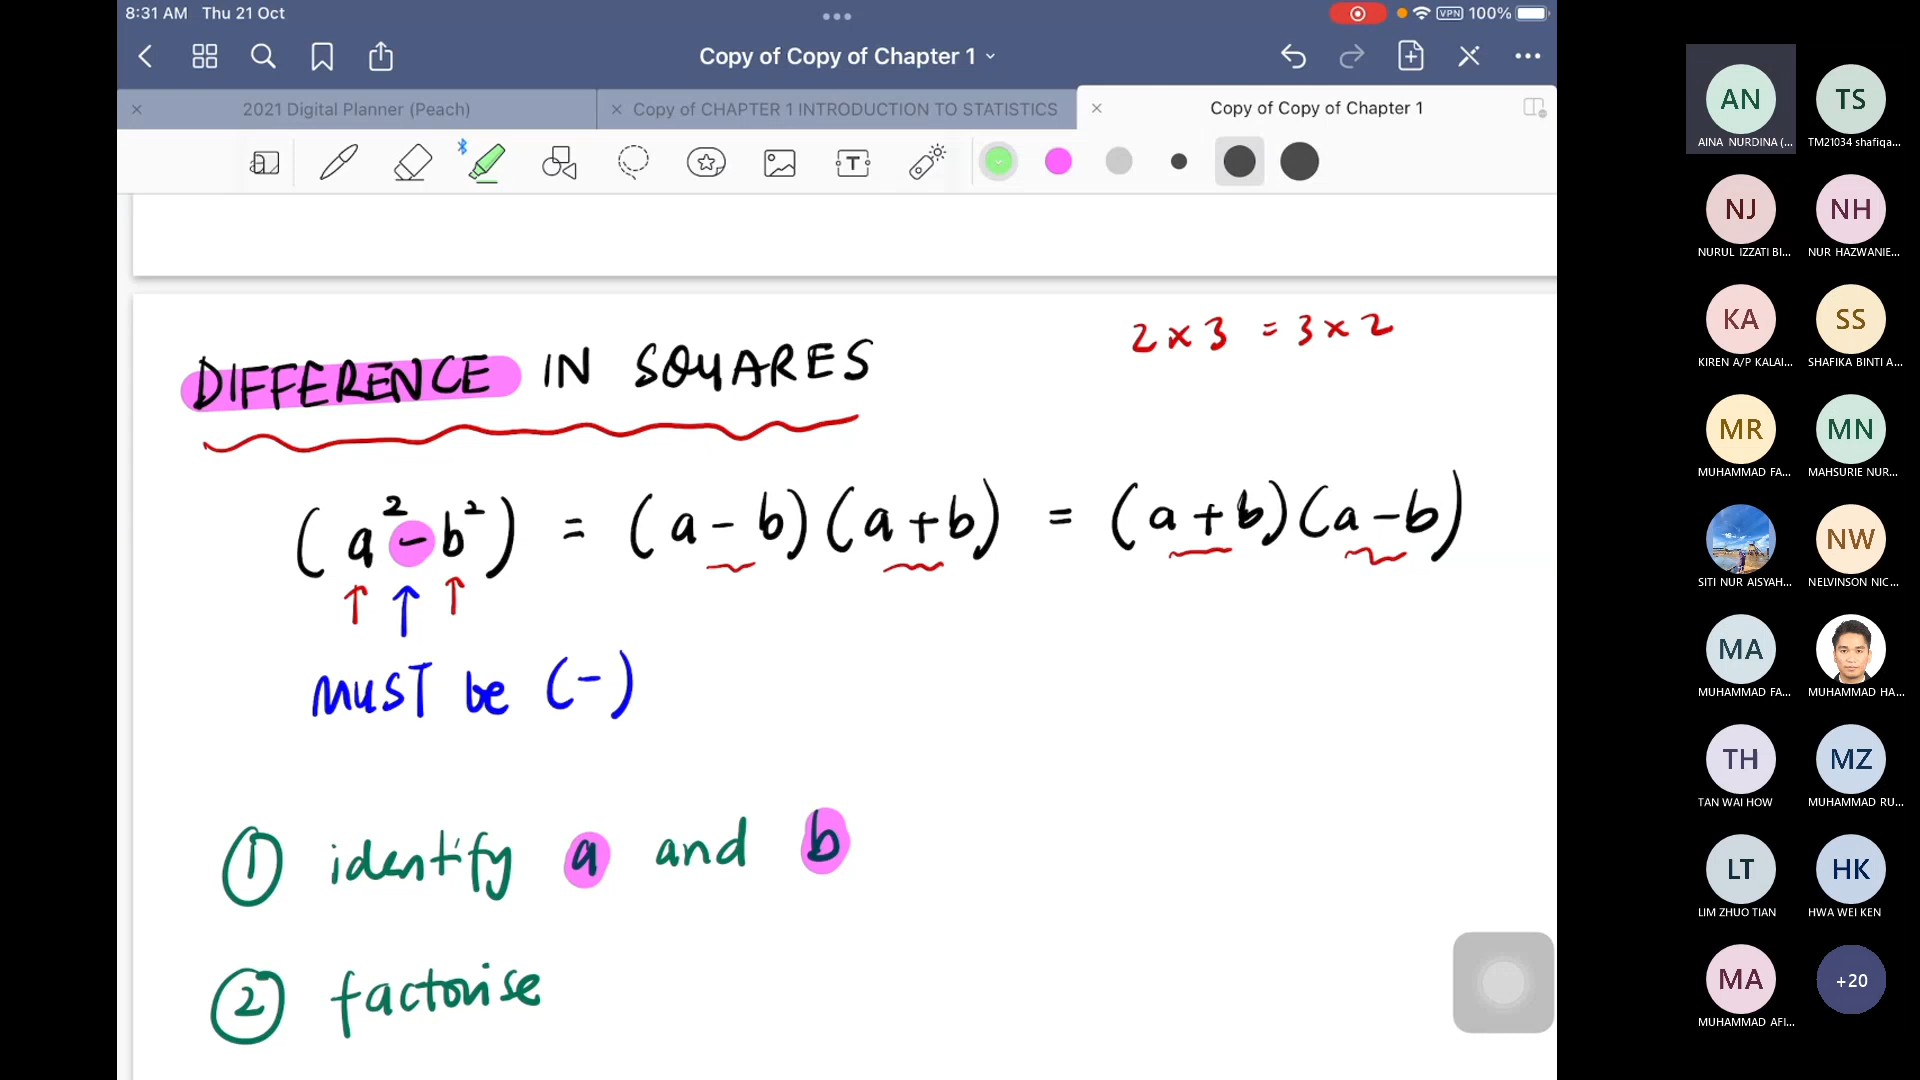 8:31 AM Thu 21 Oct
VPN 100%
Copy of Copy of Chapter 1
2021 Digital Planner (Peach)
Copy of CHAPTER 1 INTRODUCTION TO STATISTICS
Copy of Copy of Chapter 1
2 x 3 = 3 x 2
DIFFERENCE IN SQUARES
(a² - b²) = (a - b)(a + b) = (a + b)(a - b)
MUST be (-)
① identify a and b
② factorise
AN
AINA NURDINA (...
TS
TM21034 shafiqa...
NJ
NURUL IZZATI BI...
NH
NUR HAZWANIE...
KA
KIREN A/P KALAI...
SS
SHAFIKA BINTI A...
MR
MUHAMMAD FA...
MN
MAHSURIE NUR...
SITI NUR AISYAH...
NW
NELVINSON NIC...
MA
MUHAMMAD FA...
MUHAMMAD HA...
TH
TAN WAI HOW
MZ
MUHAMMAD RU...
LT
LIM ZHUO TIAN
HK
HWA WEI KEN
MA
MUHAMMAD AFI...
+20